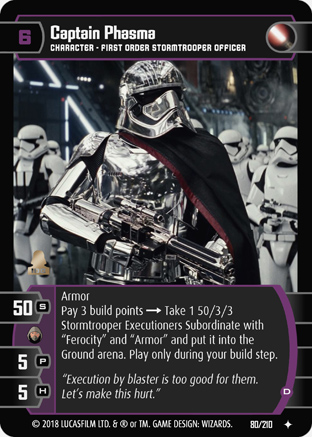 6
Captain Phasma
CHARACTER • FIRST ORDER STORMTROOPER OFFICER
50 S
5 P
5 H
Armor
Pay 3 build points → Take 1 50/3/3
Stormtrooper Executioners Subordinate with
“Ferocity” and “Armor” and put it into the
Ground arena. Play only during your build step.
“Execution by blaster is too good for them.
Let’s make this hurt.”
D
© 2018 LUCASFILM LTD. & ® or TM. GAME DESIGN: WIZARDS.
80/210